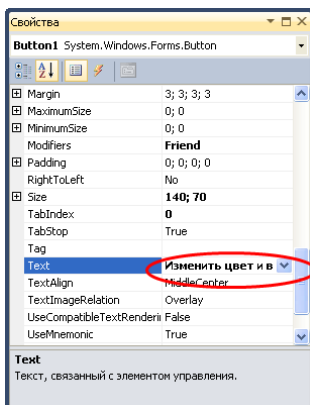 Свойства
Button1 System.Windows.Forms.Button
Margin 3; 3; 3; 3
MaximumSize 0; 0
MinimumSize 0; 0
Modifiers Friend
Padding 0; 0; 0; 0
RightToLeft No
Size 140; 70
TabIndex 0
TabStop True
Tag
Text Изменить цвет и в
TextAlign MiddleCenter
TextImageRelation Overlay
UseCompatibleTextRenderin False
UseMnemonic True
Text
Текст, связанный с элементом управления.